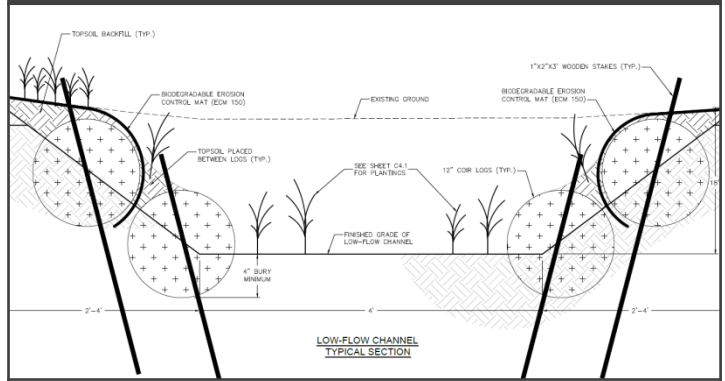 TOPSOIL BACKFILL (TYP.)
1"X2"X3' WOODEN STAKES (TYP.)
BIODEGRADABLE EROSION
CONTROL MAT (ECM 150)
EXISTING GROUND
BIODEGRADABLE EROSION
CONTROL MAT (ECM 150)
TOPSOIL PLACED
BETWEEN LOGS (TYP.)
SEE SHEET C4.1
FOR PLANTINGS
12" COIR LOGS (TYP.)
FINISHED GRADE OF
LOW-FLOW CHANNEL
4" BURY
MINIMUM
2'-4"
4'
2'-4"
LOW-FLOW CHANNEL
TYPICAL SECTION